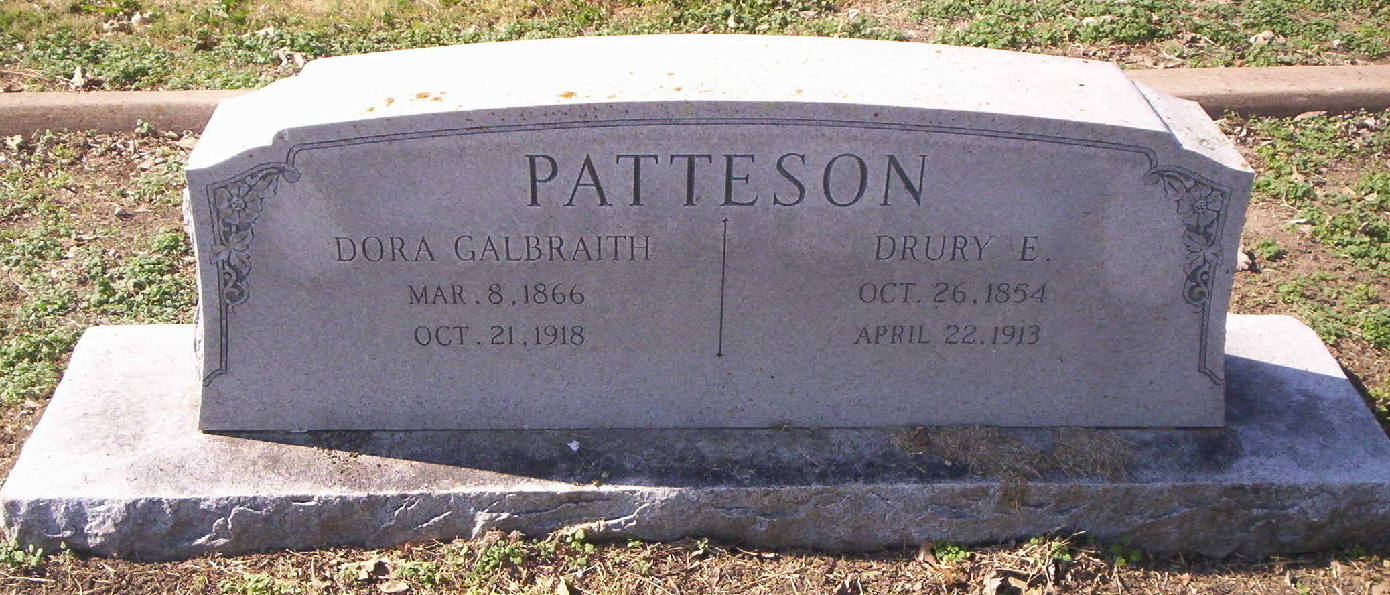 PATTESON
DORA GALBRAITH
MAR. 8, 1866
OCT. 21, 1918
DRURY E.
OCT. 26, 1854
APRIL 22, 1913